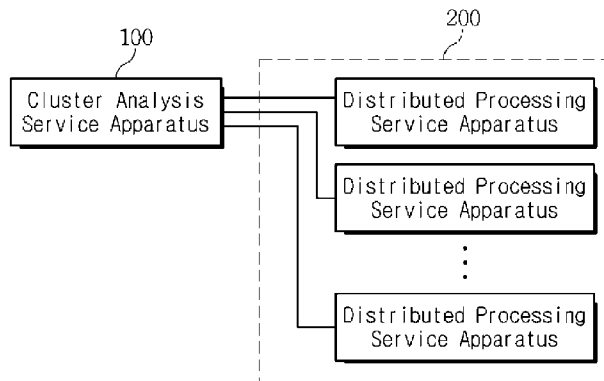 100
200
Cluster Analysis
Service Apparatus
Distributed Processing
Service Apparatus
Distributed Processing
Service Apparatus
Distributed Processing
Service Apparatus